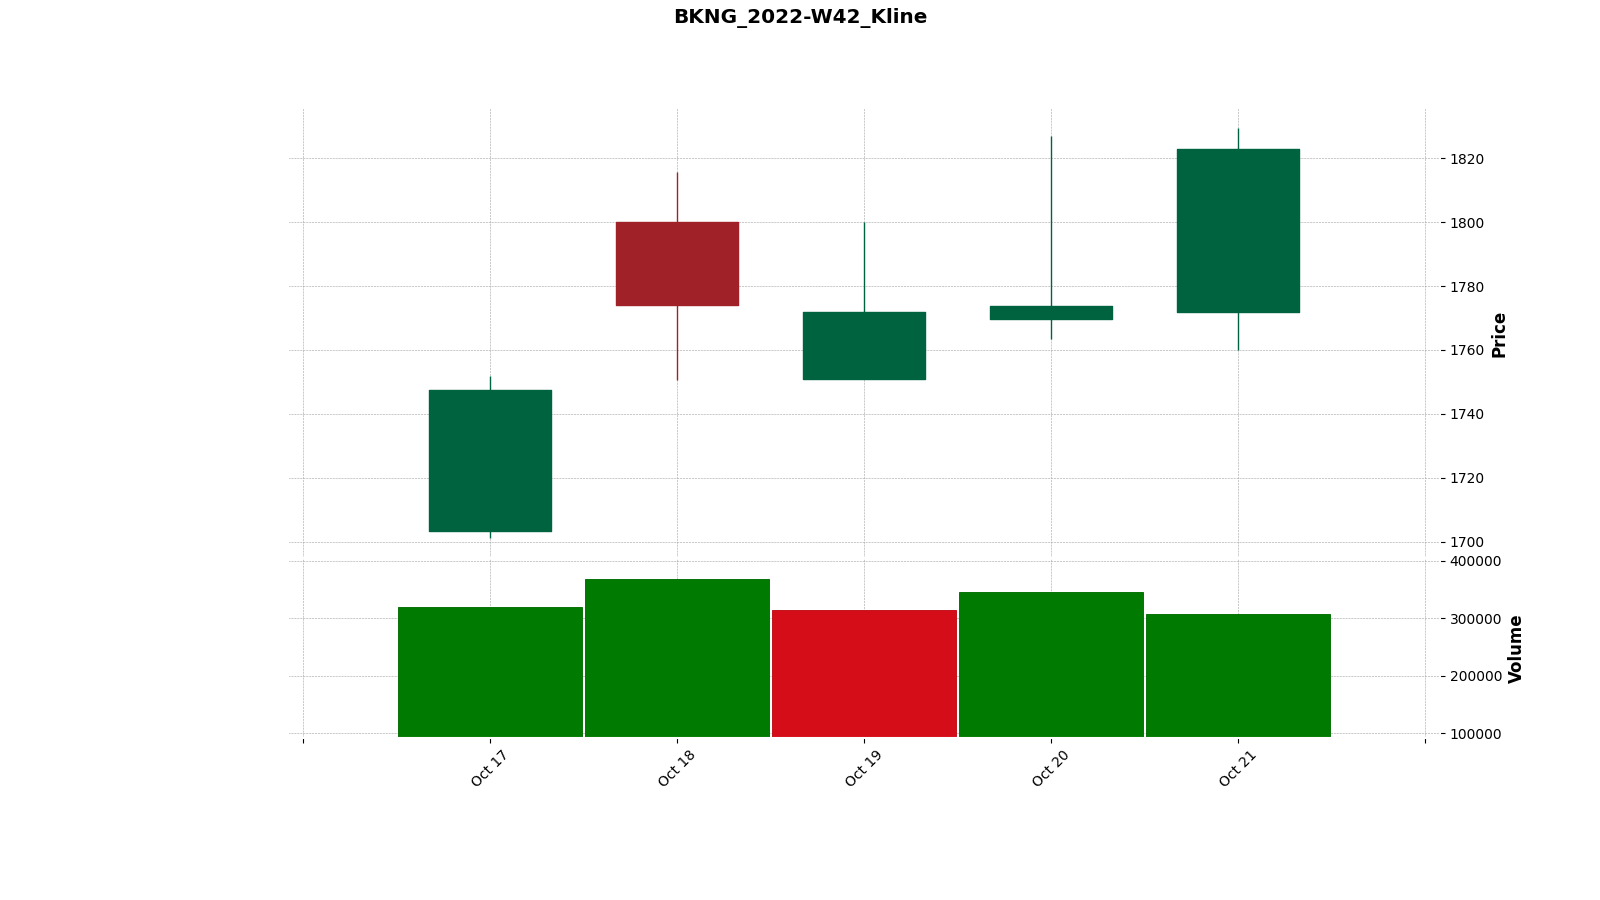 BKNG_2022-W42_Kline
1820
1800
1780
1760
1740
1720
1700
Price
400000
300000
200000
100000
Volume
Oct 17
Oct 18
Oct 19
Oct 20
Oct 21